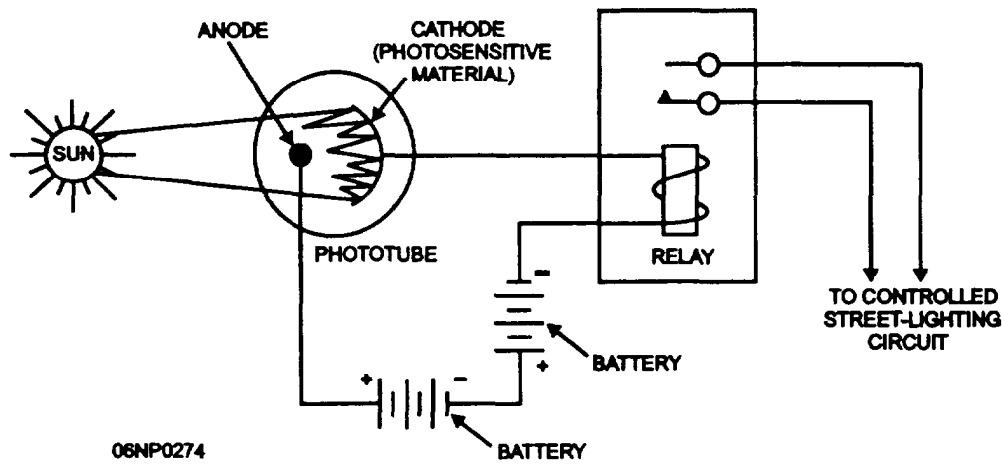 ANODE
CATHODE
(PHOTOSENSITIVE
MATERIAL)
SUN
PHOTOTUBE
RELAY
TO CONTROLLED
STREET-LIGHTING
CIRCUIT
−
BATTERY
+
+ −
BATTERY
06NP0274